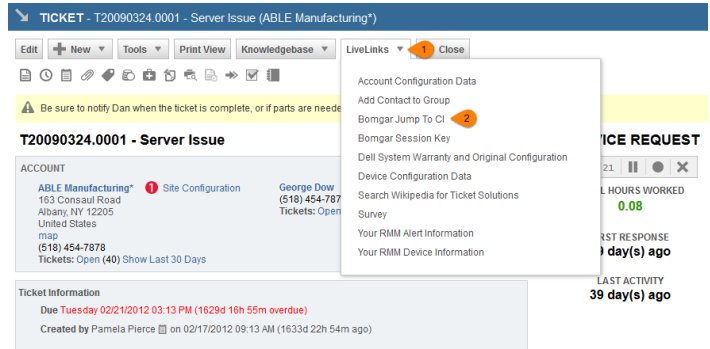 TICKET - T20090324.0001 - Server Issue (ABLE Manufacturing*)
Edit New Tools Print View Knowledgebase LiveLinks 1 Close
Account Configuration Data
Add Contact to Group
Bomgar Jump To CI 2
Bomgar Session Key
Dell System Warranty and Original Configuration
Device Configuration Data
Search Wikipedia for Ticket Solutions
Survey
Your RMM Alert Information
Your RMM Device Information
Be sure to notify Dan when the ticket is complete, or if parts are neede
T20090324.0001 - Server Issue
ICE REQUEST
ACCOUNT
ABLE Manufacturing* 1 Site Configuration
163 Consaul Road
Albany, NY 12205
United States
map
(518) 454-7878
Tickets: Open (40) Show Last 30 Days
George Dow
(518) 454-787
Tickets: Open
21
L HOURS WORKED
0.08
RST RESPONSE
day(s) ago
LAST ACTIVITY
39 day(s) ago
Ticket Information
Due Tuesday 02/21/2012 03:13 PM (1629d 16h 55m overdue)
Created by Pamela Pierce on 02/17/2012 09:13 AM (1633d 22h 54m ago)